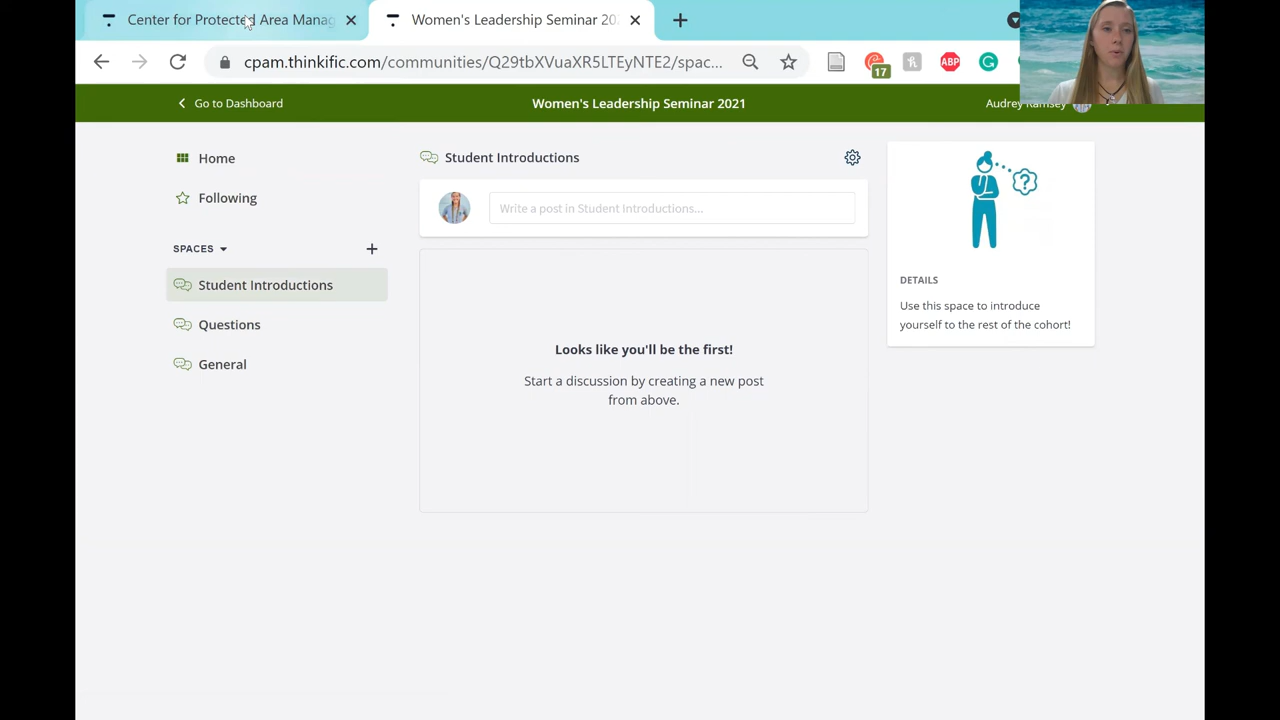 Center for Protected Area Manag
Women's Leadership Seminar 20
cpam.thinkific.com/communities/Q29tbXVuaXR5LTEyNTE2/spac...
17
ABP
Go to Dashboard
Women's Leadership Seminar 2021
Audrey Ramsey
Home
Following
SPACES
Student Introductions
Questions
General
Student Introductions
Write a post in Student Introductions...
Looks like you'll be the first!
Start a discussion by creating a new post
from above.
DETAILS
Use this space to introduce
yourself to the rest of the cohort!